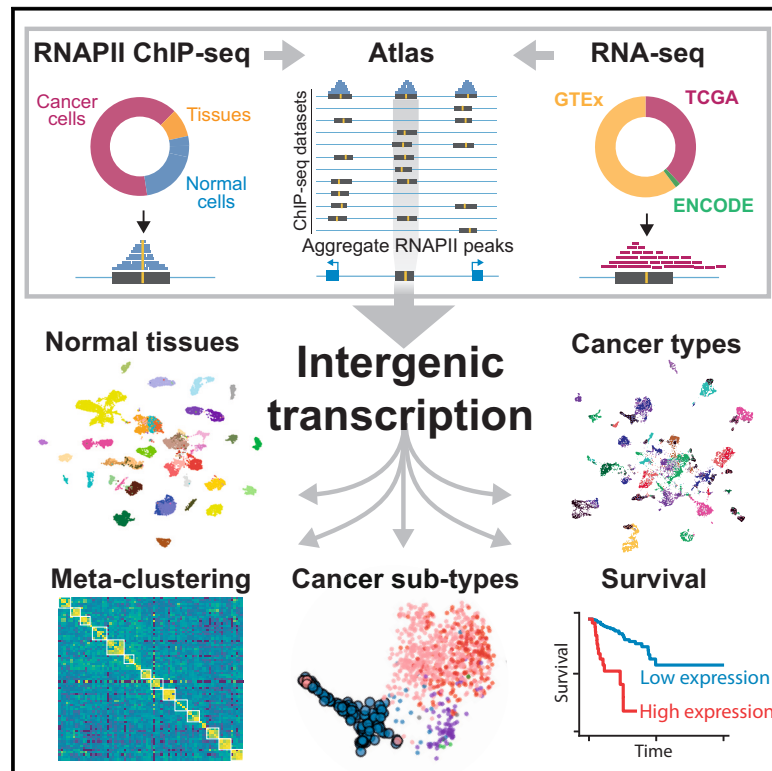 RNAPII ChIP-seq
Atlas
RNA-seq
Cancer
cells
Tissues
Normal
cells
ChIP-seq datasets
Aggregate RNAPII peaks
GTEx
TCGA
ENCODE
Normal tissues
Intergenic
transcription
Cancer types
Meta-clustering
Cancer sub-types
Survival
Survival
Low expression
High expression
Time